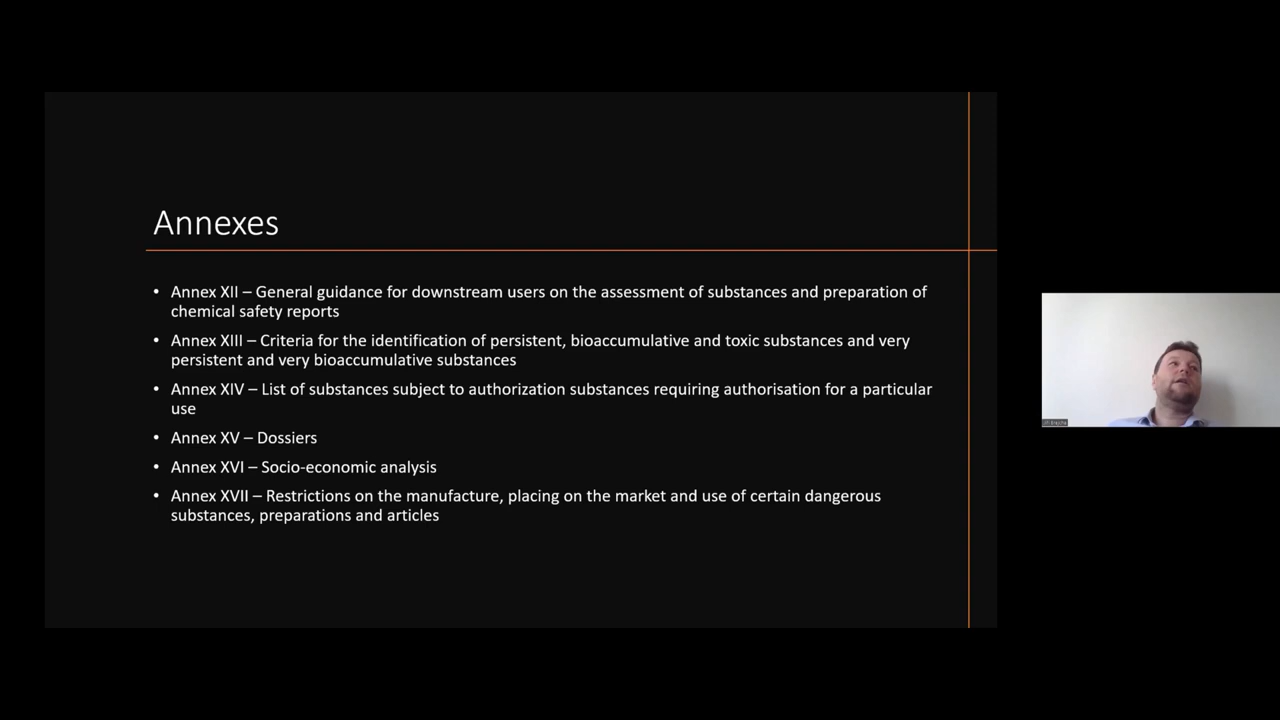 Annexes
• Annex XII – General guidance for downstream users on the assessment of substances and preparation of
chemical safety reports
• Annex XIII – Criteria for the identification of persistent, bioaccumulative and toxic substances and very
persistent and very bioaccumulative substances
• Annex XIV – List of substances subject to authorization substances requiring authorisation for a particular
use
• Annex XV – Dossiers
• Annex XVI – Socio-economic analysis
• Annex XVII – Restrictions on the manufacture, placing on the market and use of certain dangerous
substances, preparations and articles